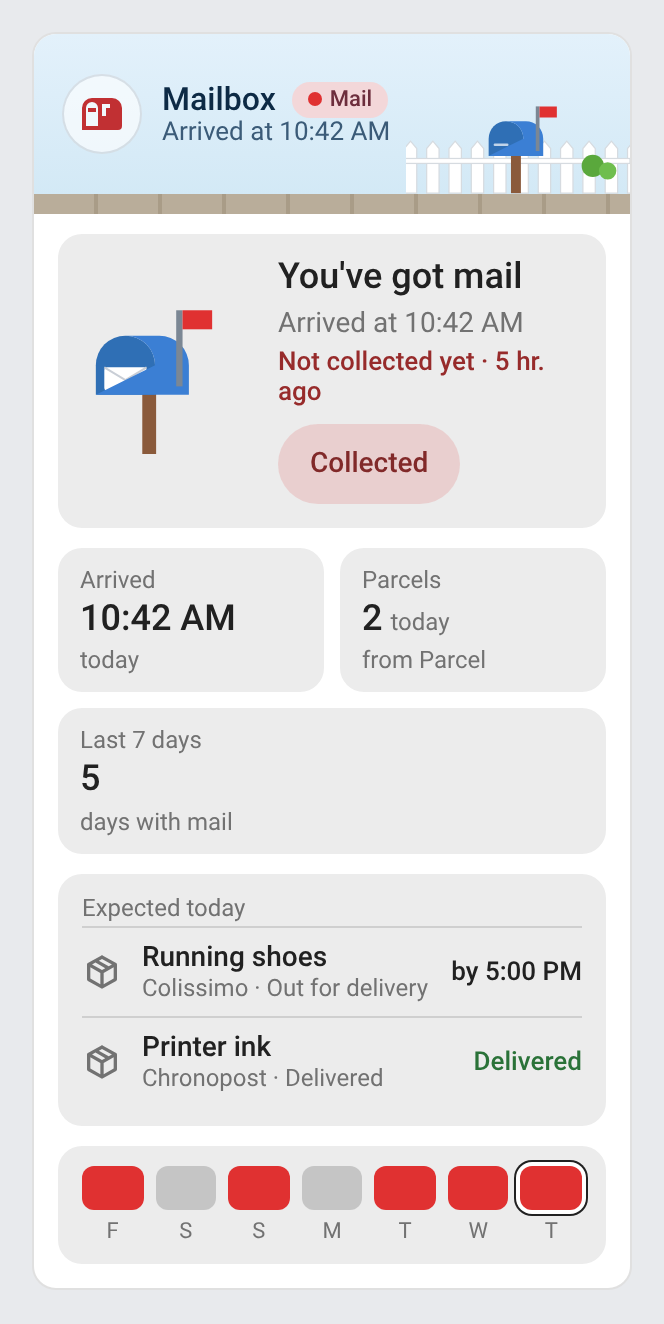 Mailbox
Mail
Arrived at 10:42 AM
You've got mail
Arrived at 10:42 AM
Not collected yet · 5 hr.
ago
Collected
Arrived
10:42 AM
today
Parcels
2 today
from Parcel
Last 7 days
5
days with mail
Expected today
Running shoes
Colissimo · Out for delivery
by 5:00 PM
Printer ink
Chronopost · Delivered
Delivered
F S S M T W T